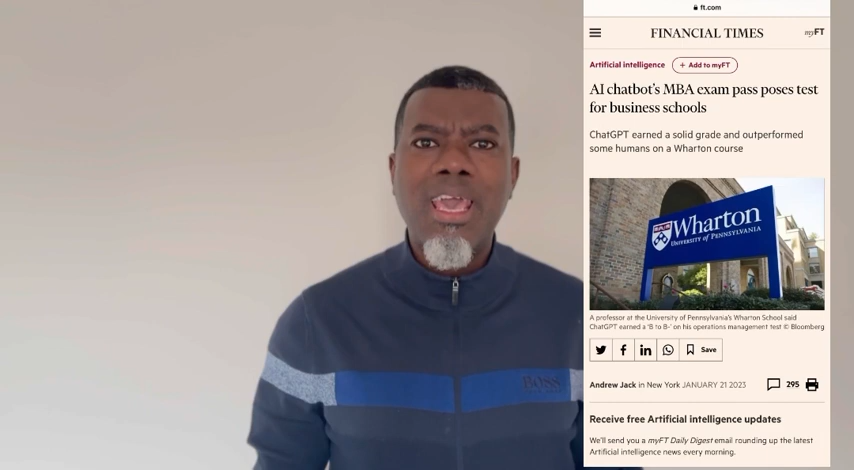 ft.com
FINANCIAL TIMES
myFT
Artificial intelligence
+ Add to myFT
AI chatbot's MBA exam pass poses test
for business schools
ChatGPT earned a solid grade and outperformed
some humans on a Wharton course
Wharton
UNIVERSITY OF PENNSYLVANIA
A professor at the University of Pennsylvania's Wharton School said
ChatGPT earned a 'B to B-' on his operations management test © Bloomberg
Save
Andrew Jack in New York JANUARY 21 2023
295
Receive free Artificial intelligence updates
We'll send you a myFT Daily Digest email rounding up the latest
Artificial intelligence news every morning.
BOSS